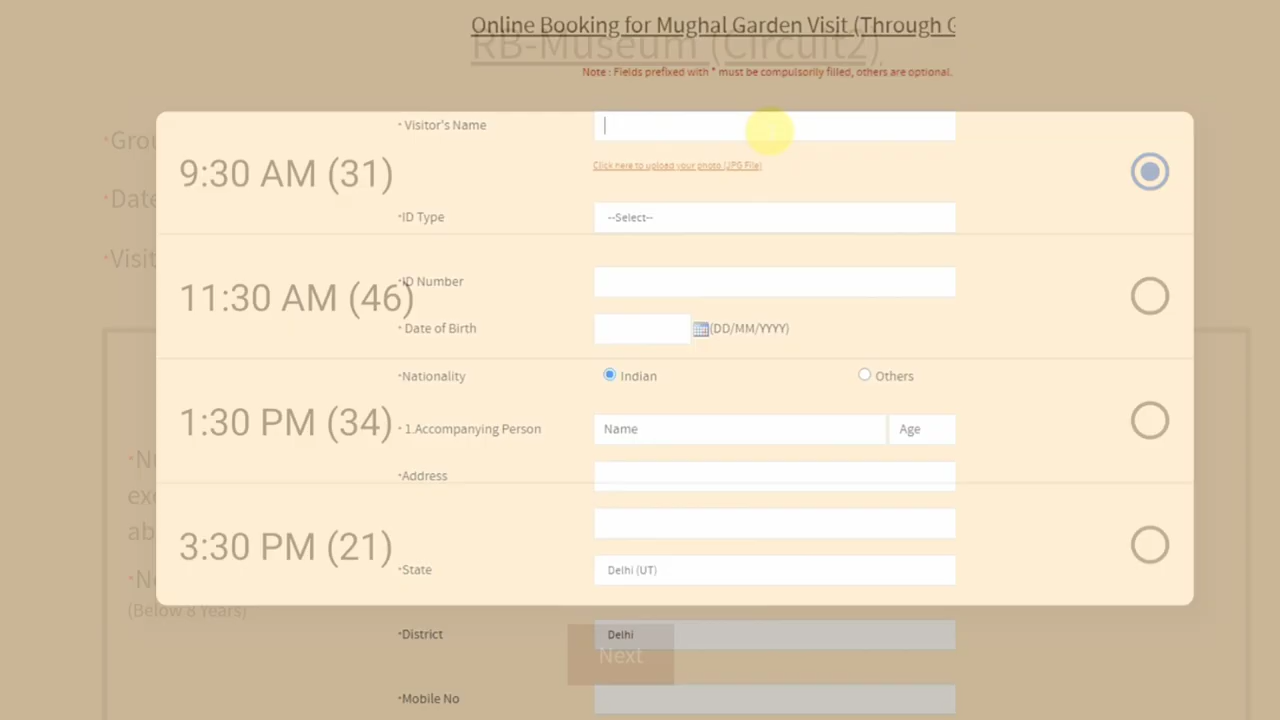 Online Booking for Mughal Garden Visit (Through G
RB-Museum (Circuit2)
Note : Fields prefixed with * must be compulsorily filled, others are optional.
* Visitor's Name
Click here to upload your photo (JPG File)
9:30 AM (31)
*ID Type
--Select--
11:30 AM (46)
*ID Number
* Date of Birth
(DD/MM/YYYY)
*Nationality
Indian
Others
1:30 PM (34)
* 1.Accompanying Person
Name
Age
*Address
3:30 PM (21)
*State
Delhi (UT)
(Below 8 Years)
*District
Delhi
Next
*Mobile No